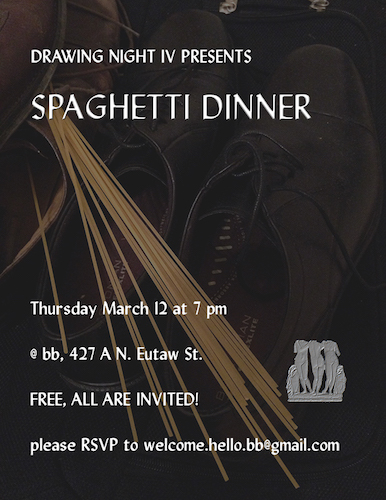 DRAWING NIGHT IV PRESENTS
SPAGHETTI DINNER
Thursday March 12 at 7 pm
@ bb, 427 A N. Eutaw St.
FREE, ALL ARE INVITED!
please RSVP to welcome.hello.bb@gmail.com